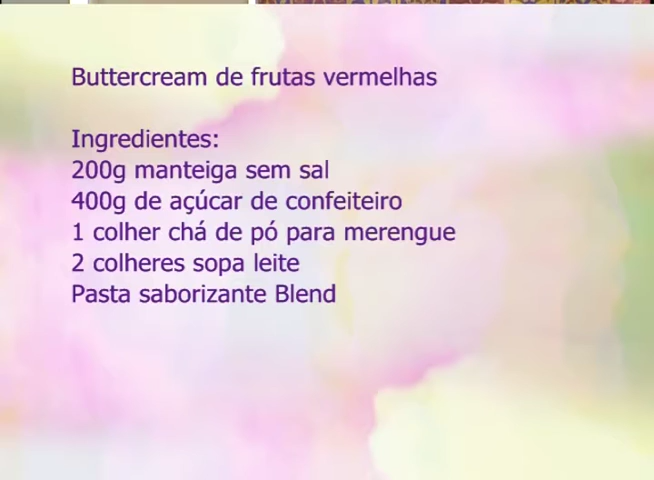 Buttercream de frutas vermelhas
Ingredientes:
200g manteiga sem sal
400g de açúcar de confeiteiro
1 colher chá de pó para merengue
2 colheres sopa leite
Pasta saborizante Blend